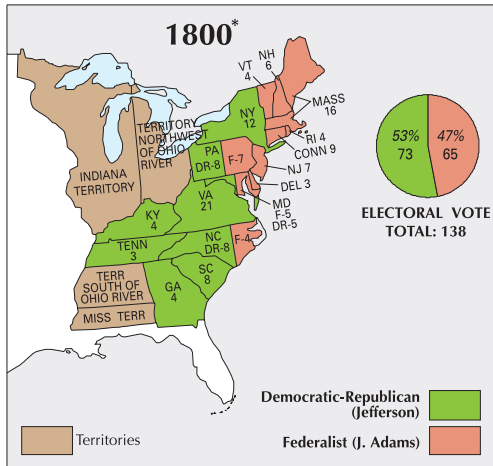 1800*
NH
6
VT
4
MASS
16
NY
12
RI 4
CONN 9
TERRITORY
NORTHWEST
OF OHIO
RIVER
PA
DR-8
F-7
NJ 7
DEL 3
MD
F-5
DR-5
INDIANA
TERRITORY
VA
21
KY
4
TENN
3
NC
DR-8
F-4
TERR
SOUTH OF
OHIO RIVER
SC
8
GA
4
MISS TERR
53%
73
47%
65
ELECTORAL VOTE
TOTAL: 138
Democratic-Republican
(Jefferson)
Federalist (J. Adams)
Territories